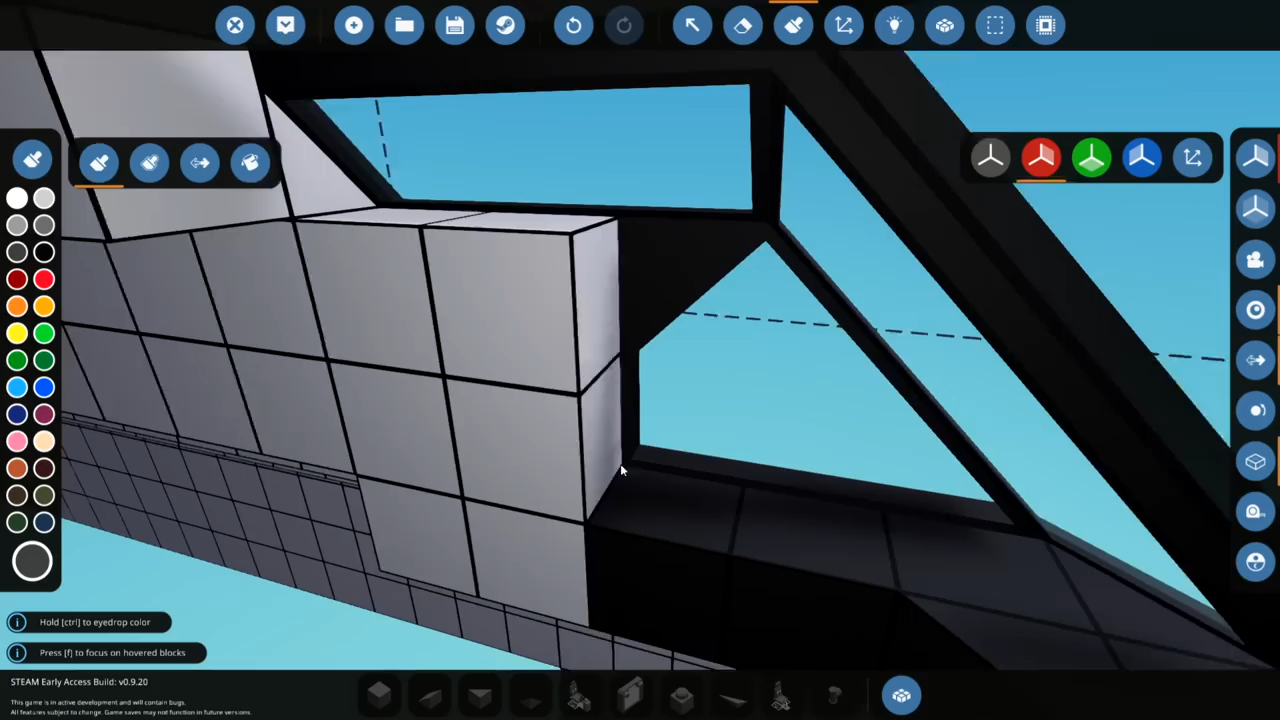 Hold [ctrl] to eyedrop color
Press [f] to focus on hovered blocks
STEAM Early Access Build: v0.9.20
This game is in active development and will contain bugs.
All features subject to change. Game saves may not function in future versions.